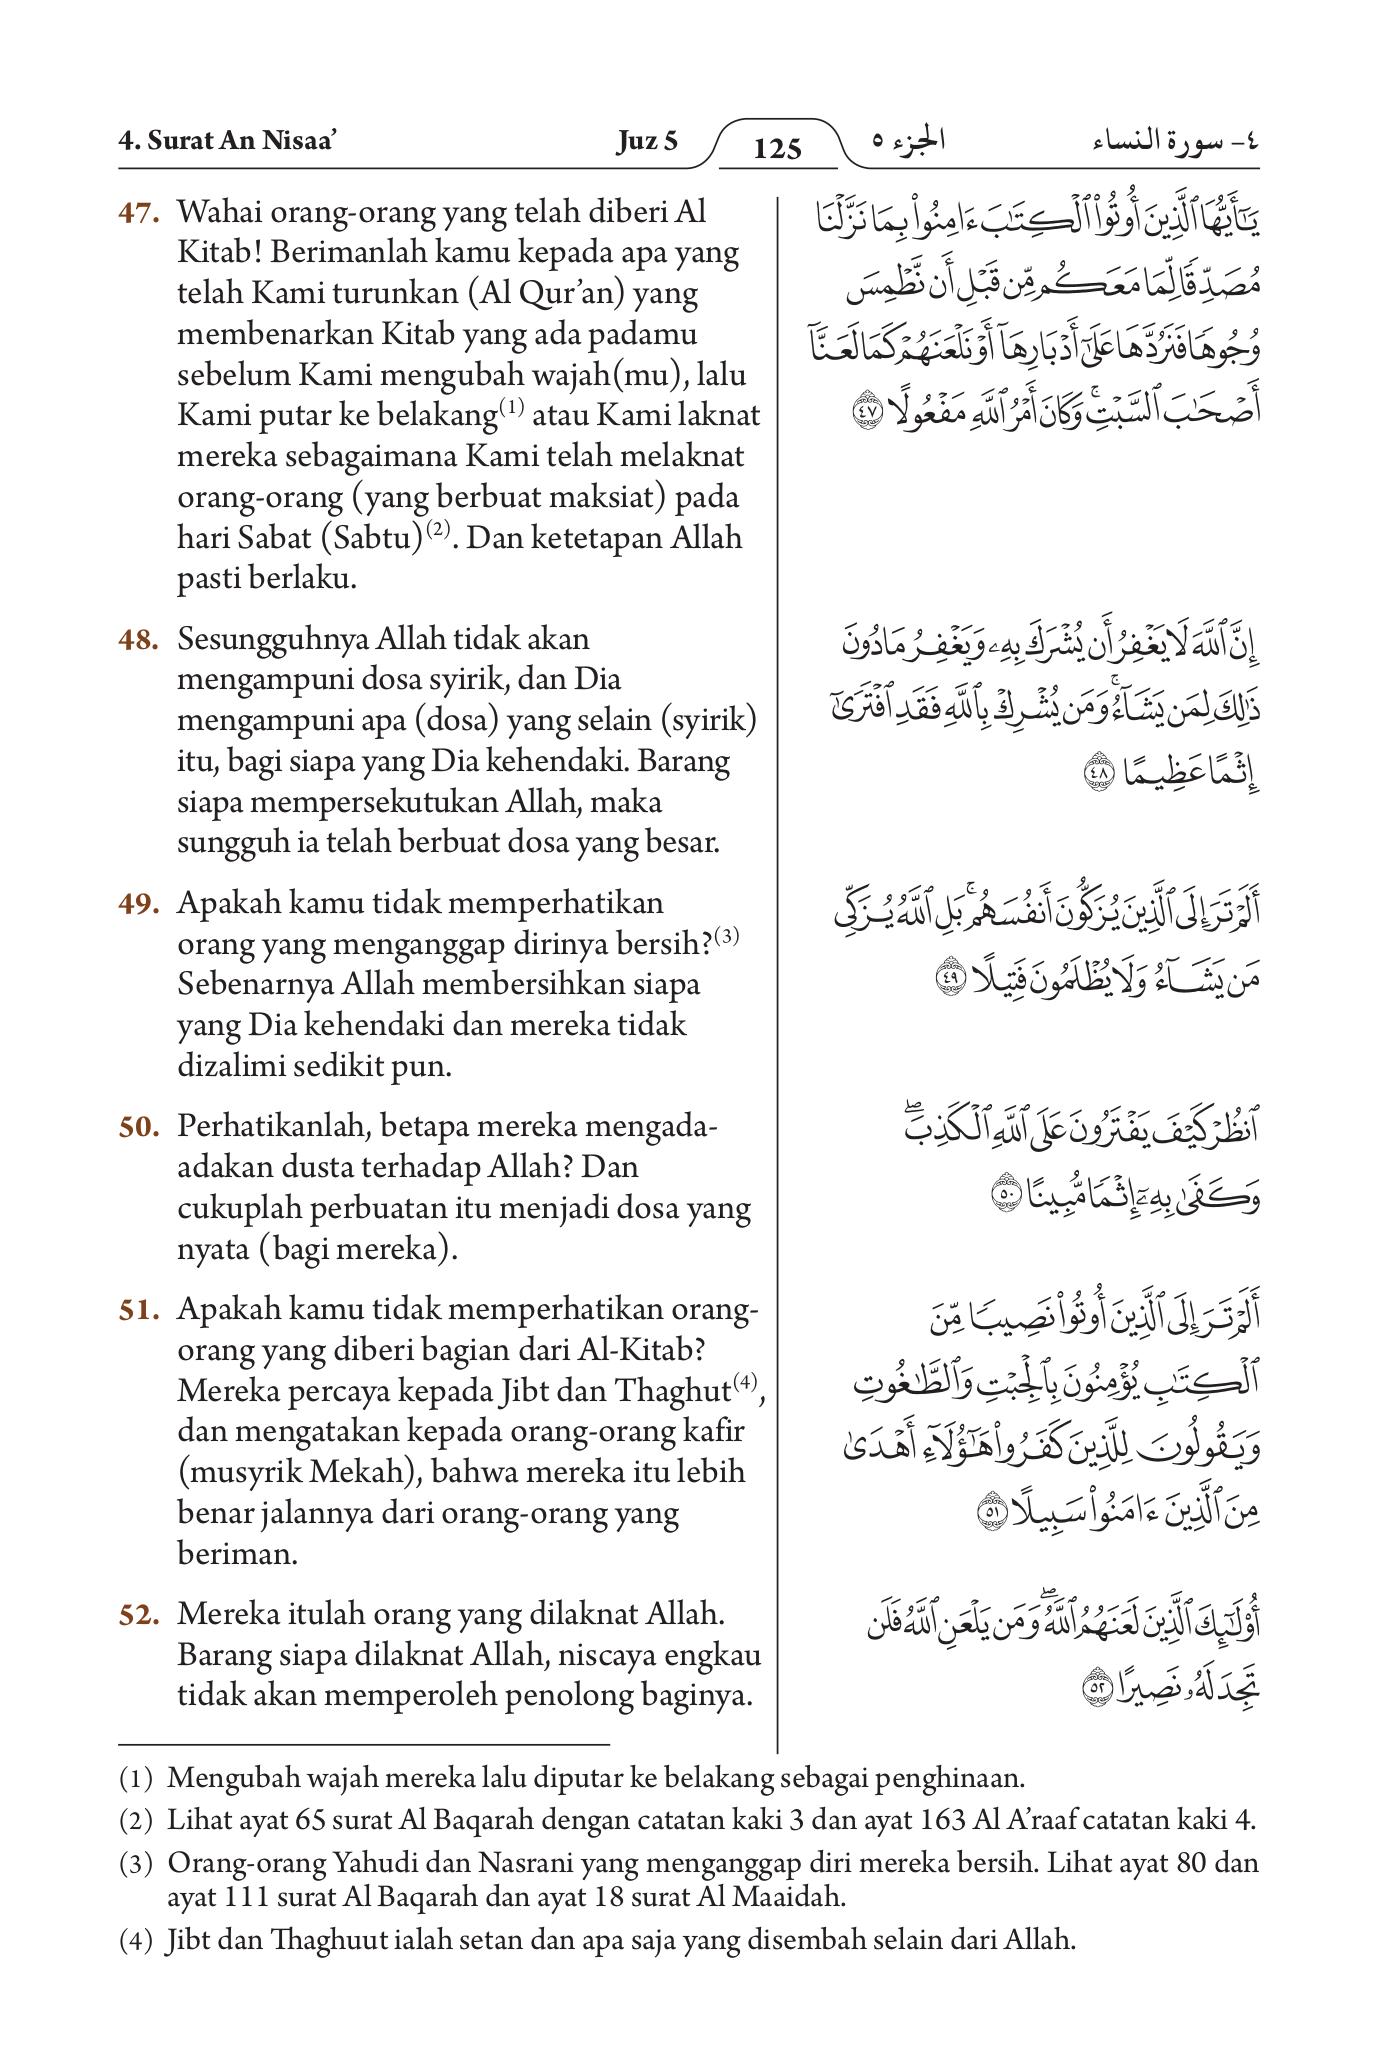 4. Surat An Nisaa’ Juz 5 125 الجزء ٥ ٤- سورة النساء
47. Wahai orang-orang yang telah diberi Al
Kitab! Berimanlah kamu kepada apa yang
telah Kami turunkan (Al Qur’an) yang
membenarkan Kitab yang ada padamu
sebelum Kami mengubah wajah(mu), lalu
Kami putar ke belakang(1) atau Kami laknat
mereka sebagaimana Kami telah melaknat
orang-orang (yang berbuat maksiat) pada
hari Sabat (Sabtu)(2). Dan ketetapan Allah
pasti berlaku.
يَـٰٓأَيُّهَا ٱلَّذِينَ أُوتُوا۟ ٱلْكِتَـٰبَ ءَامِنُوا۟ بِمَا نَزَّلْنَا
مُصَدِّقًا لِّمَا مَعَكُم مِّن قَبْلِ أَن نَّطْمِسَ
وُجُوهًا فَنَرُدَّهَا عَلَىٰٓ أَدْبَارِهَآ أَوْ نَلْعَنَهُمْ كَمَا لَعَنَّآ
أَصْحَـٰبَ ٱلسَّبْتِ ۚ وَكَانَ أَمْرُ ٱللَّهِ مَفْعُولًا ٤٧
48. Sesungguhnya Allah tidak akan
mengampuni dosa syirik, dan Dia
mengampuni apa (dosa) yang selain (syirik)
itu, bagi siapa yang Dia kehendaki. Barang
siapa mempersekutukan Allah, maka
sungguh ia telah berbuat dosa yang besar.
إِنَّ ٱللَّهَ لَا يَغْفِرُ أَن يُشْرَكَ بِهِۦ وَيَغْفِرُ مَا دُونَ
ذَٰلِكَ لِمَن يَشَآءُ ۚ وَمَن يُشْرِكْ بِٱللَّهِ فَقَدِ ٱفْتَرَىٰٓ
إِثْمًا عَظِيمًا ٤٨
49. Apakah kamu tidak memperhatikan
orang yang menganggap dirinya bersih?(3)
Sebenarnya Allah membersihkan siapa
yang Dia kehendaki dan mereka tidak
dizalimi sedikit pun.
أَلَمْ تَرَ إِلَى ٱلَّذِينَ يُزَكُّونَ أَنفُسَهُم ۚ بَلِ ٱللَّهُ يُزَكِّى
مَن يَشَآءُ وَلَا يُظْلَمُونَ فَتِيلًا ٤٩
50. Perhatikanlah, betapa mereka mengada-
adakan dusta terhadap Allah? Dan
cukuplah perbuatan itu menjadi dosa yang
nyata (bagi mereka).
ٱنظُرْ كَيْفَ يَفْتَرُونَ عَلَى ٱللَّهِ ٱلْكَذِبَ ۖ
وَكَفَىٰ بِهِۦٓ إِثْمًا مُّبِينًا ٥٠
51. Apakah kamu tidak memperhatikan orang-
orang yang diberi bagian dari Al-Kitab?
Mereka percaya kepada Jibt dan Thaghut(4),
dan mengatakan kepada orang-orang kafir
(musyrik Mekah), bahwa mereka itu lebih
benar jalannya dari orang-orang yang
beriman.
أَلَمْ تَرَ إِلَى ٱلَّذِينَ أُوتُوا۟ نَصِيبًا مِّنَ
ٱلْكِتَـٰبِ يُؤْمِنُونَ بِٱلْجِبْتِ وَٱلطَّـٰغُوتِ
وَيَقُولُونَ لِلَّذِينَ كَفَرُوا۟ هَـٰٓؤُلَآءِ أَهْدَىٰ
مِنَ ٱلَّذِينَ ءَامَنُوا۟ سَبِيلًا ٥١
52. Mereka itulah orang yang dilaknat Allah.
Barang siapa dilaknat Allah, niscaya engkau
tidak akan memperoleh penolong baginya.
أُو۟لَـٰٓئِكَ ٱلَّذِينَ لَعَنَهُمُ ٱللَّهُ ۖ وَمَن يَلْعَنِ ٱللَّهُ فَلَن
تَجِدَ لَهُۥ نَصِيرًا ٥٢
(1) Mengubah wajah mereka lalu diputar ke belakang sebagai penghinaan.
(2) Lihat ayat 65 surat Al Baqarah dengan catatan kaki 3 dan ayat 163 Al A’raaf catatan kaki 4.
(3) Orang-orang Yahudi dan Nasrani yang menganggap diri mereka bersih. Lihat ayat 80 dan
ayat 111 surat Al Baqarah dan ayat 18 surat Al Maaidah.
(4) Jibt dan Thaghuut ialah setan dan apa saja yang disembah selain dari Allah.